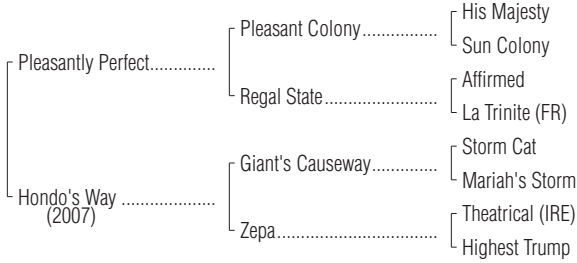 His Majesty
Pleasant Colony.................
Sun Colony
Pleasantly Perfect..............
Affirmed
Regal State.........................
La Trinite (FR)
Storm Cat
Giant's Causeway...............
Mariah's Storm
Hondo's Way ....................
(2007)
Theatrical (IRE)
Zepa....................................
Highest Trump